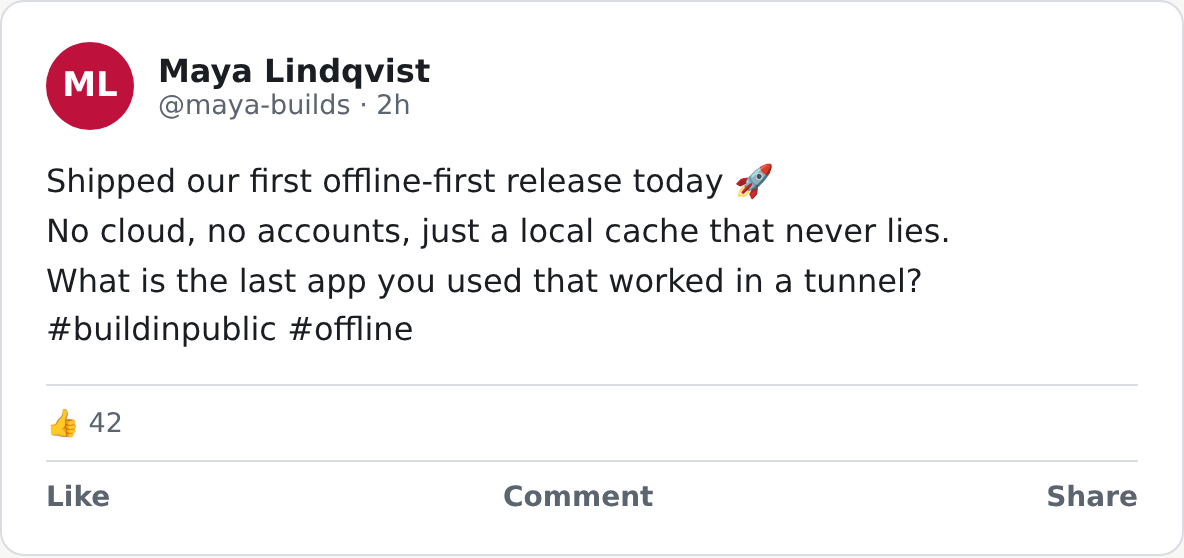 ML
Maya Lindqvist
@maya-builds · 2h
Shipped our first offline-first release today 🚀
No cloud, no accounts, just a local cache that never lies.
What is the last app you used that worked in a tunnel?
#buildinpublic #offline
👍 42
Like Comment Share